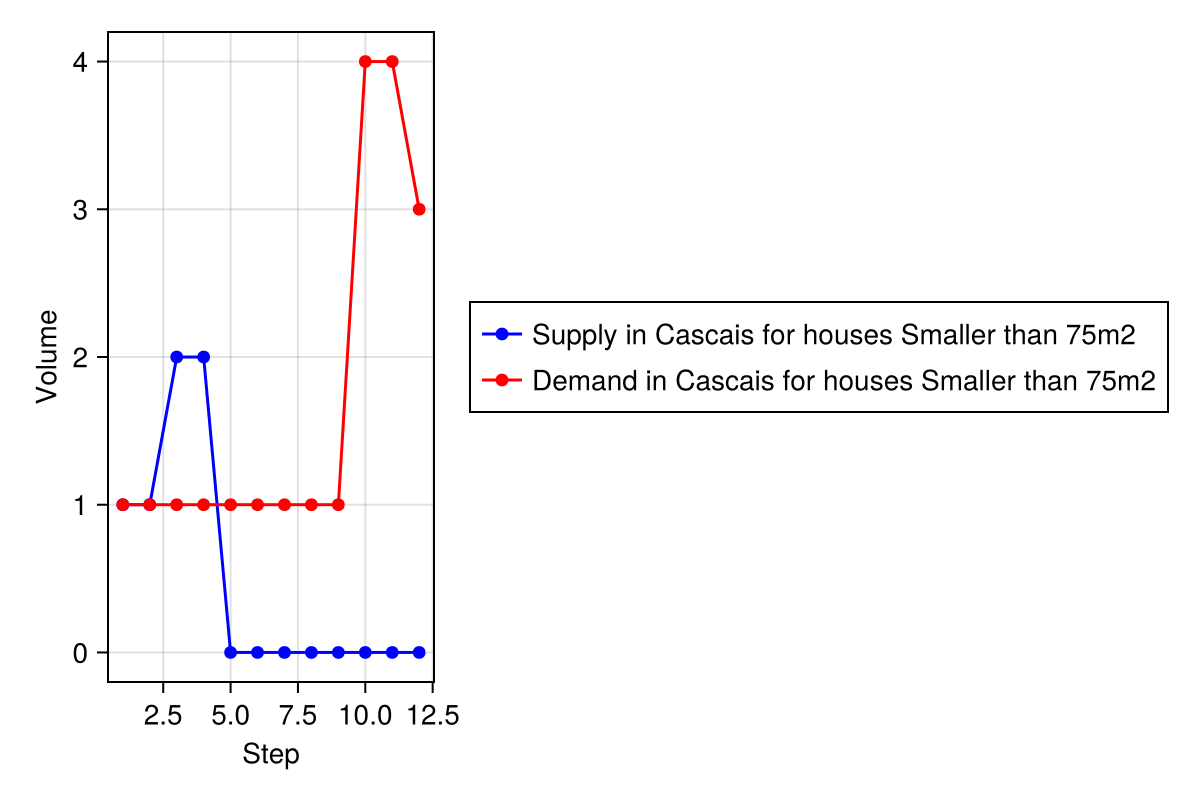 4
3
2
1
0
Volume
2.5 5.0 7.5 10.0 12.5
Step
Supply in Cascais for houses Smaller than 75m2
Demand in Cascais for houses Smaller than 75m2